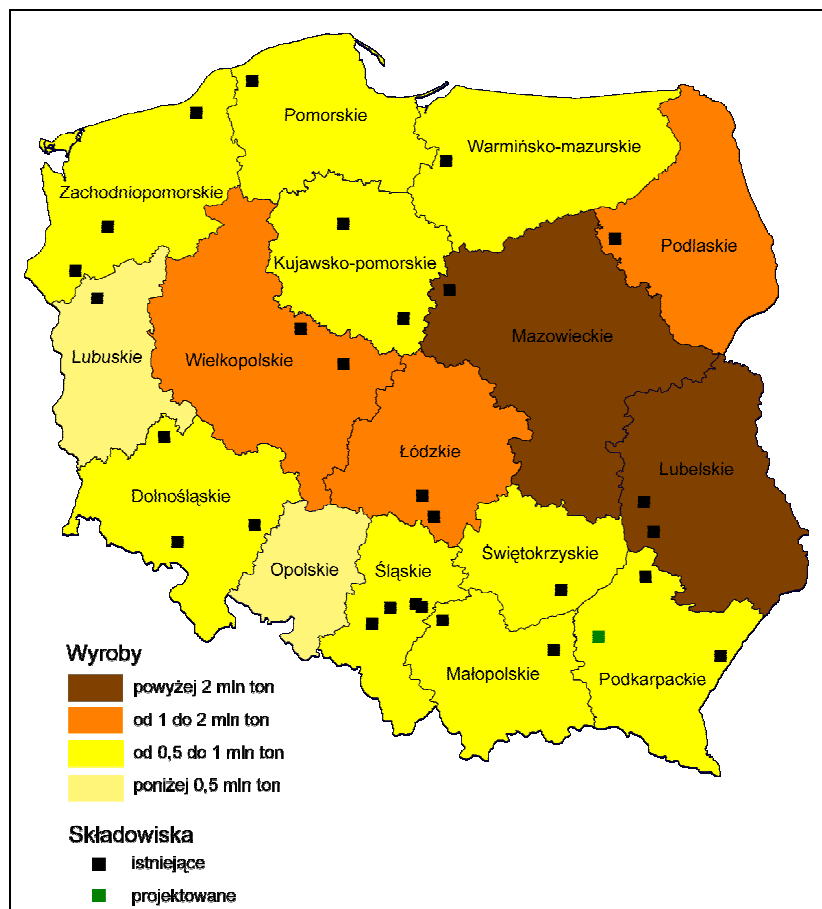 Pomorskie
Warmińsko-mazurskie
Zachodniopomorskie
Podlaskie
Kujawsko-pomorskie
Mazowieckie
Lubuskie
Wielkopolskie
Łódzkie
Lubelskie
Dolnośląskie
Świętokrzyskie
Opolskie
Śląskie
Małopolskie
Podkarpackie
Wyroby
powyżej 2 mln ton
od 1 do 2 mln ton
od 0,5 do 1 mln ton
poniżej 0,5 mln ton
Składowiska
istniejące
projektowane